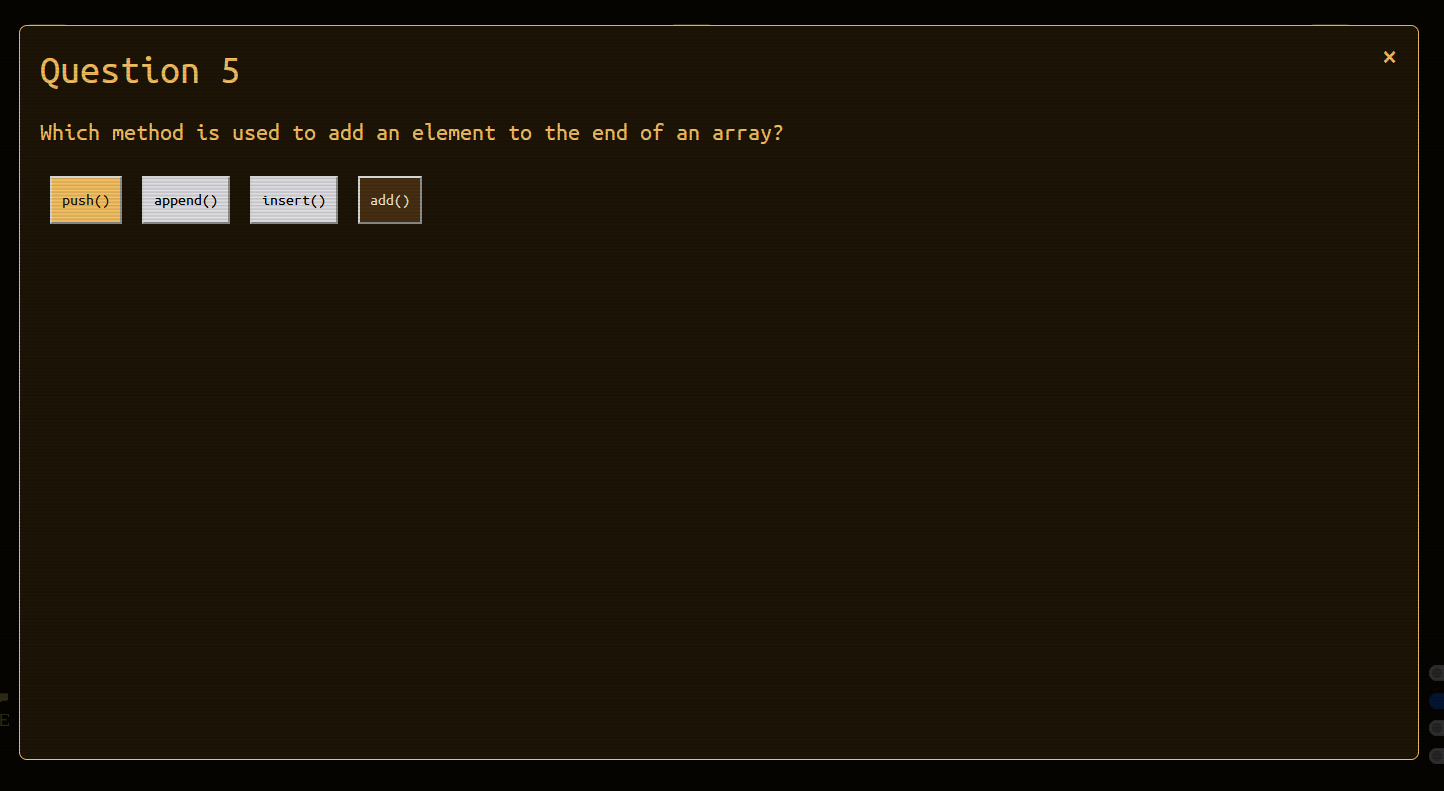 Question 5
×
Which method is used to add an element to the end of an array?
push() append() insert() add()
E